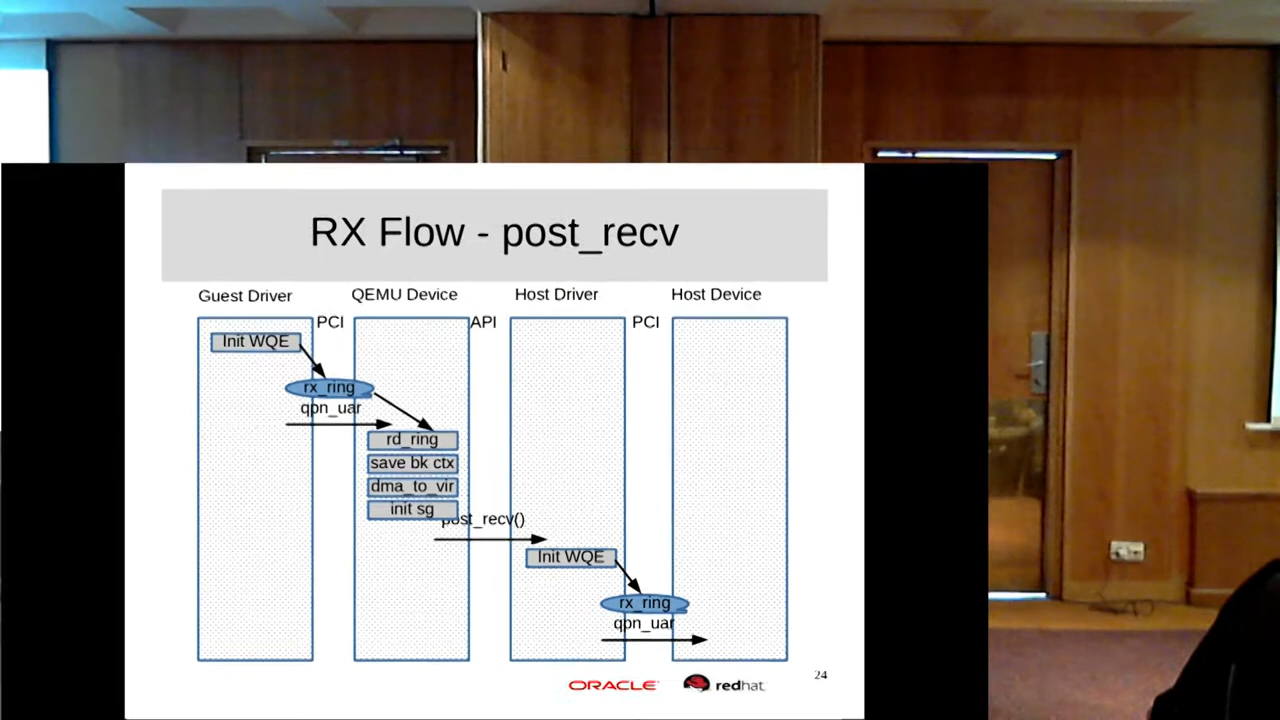 RX Flow - post_recv
Guest Driver
QEMU Device
Host Driver
Host Device
PCI
API
PCI
Init WQE
rx_ring
qpn_uar
rd_ring
save bk ctx
dma_to_vir
init sg
post_recv()
Init WQE
rx_ring
qpn_uar
24
ORACLE
redhat